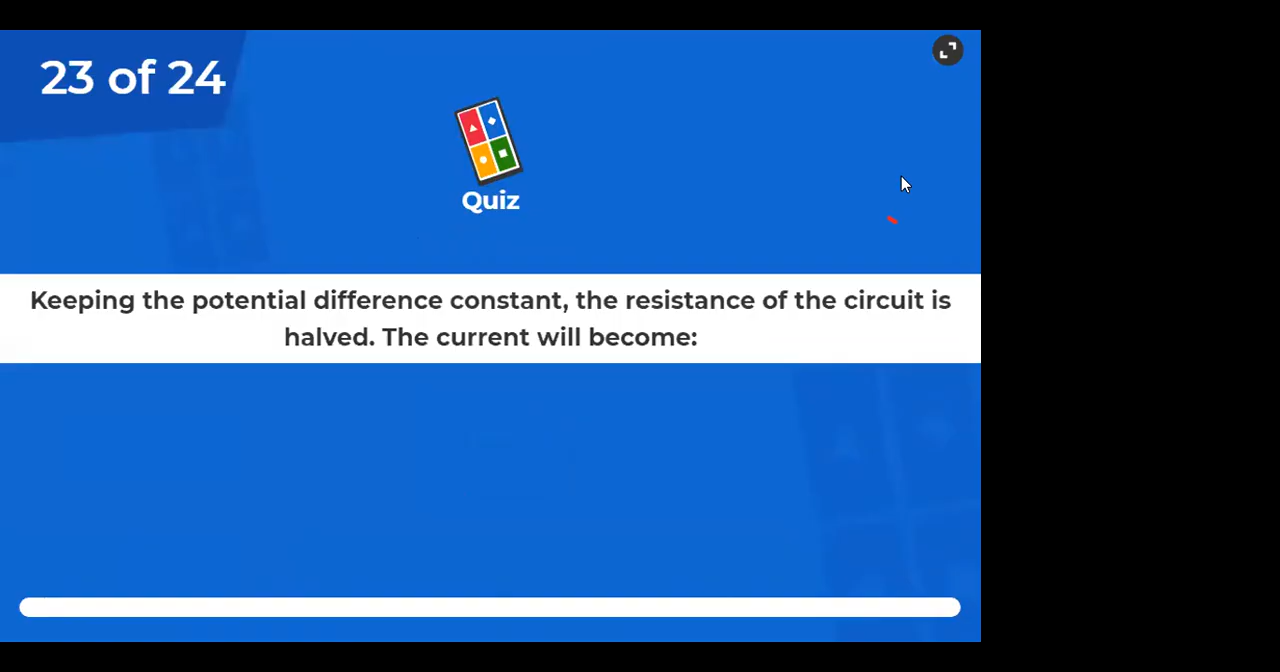 23 of 24
Quiz
Keeping the potential difference constant, the resistance of the circuit is
halved. The current will become: